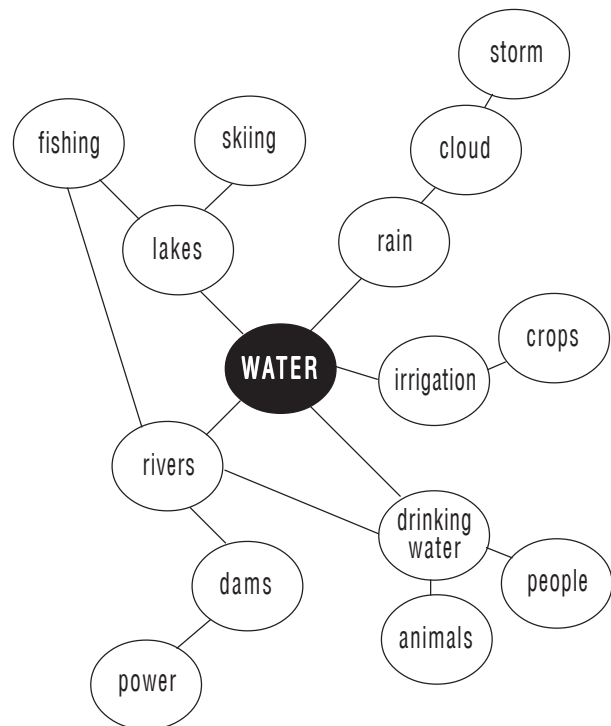 storm
fishing
skiing
cloud
lakes
rain
crops
WATER
irrigation
rivers
drinking
water
people
dams
animals
power